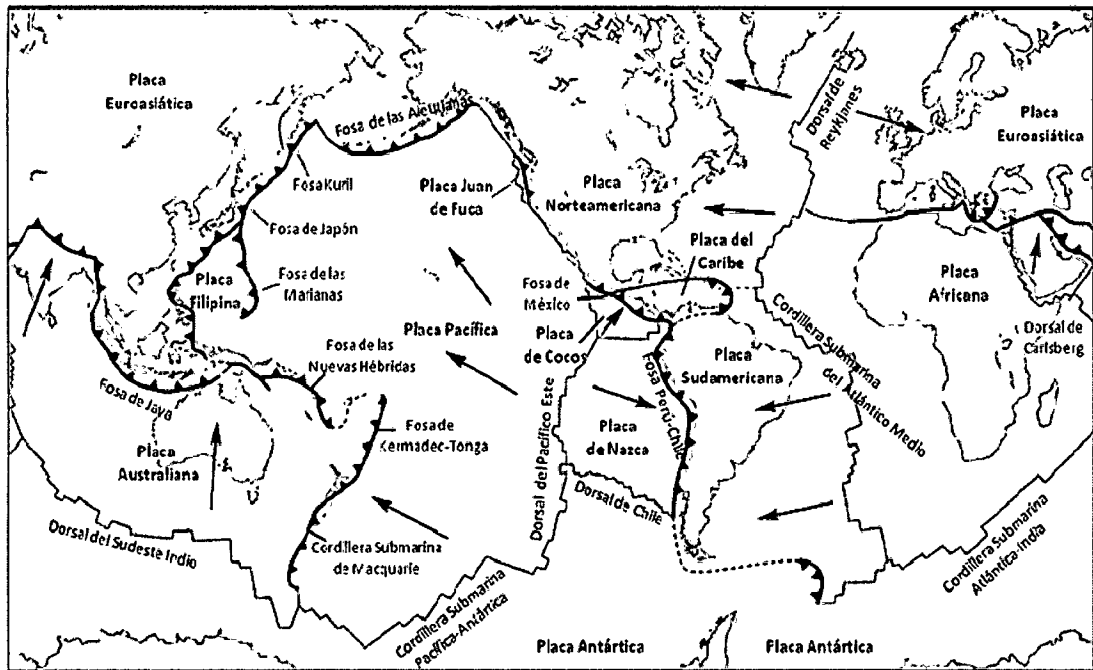 Placa
Euroasiática
Fosa de las Aleutianas
Dorsal de
Reykjanes
Placa
Euroasiática
Fosa Kuril
Placa Juan
de Fuca
Placa
Norteamericana
Fosa de Japón
Placa del
Caribe
Placa
Filipina
Fosa de las
Marianas
Fosa de
México
Placa
Africana
Placa Pacífica
Placa
de Cocos
Cordillera Submarina
del Atlántico Medio
Dorsal de
Carlsberg
Fosa de las
Nuevas Hébridas
Placa
Sudamericana
Fosa Perú-Chile
Fosa de Java
Dorsal del Pacífico Este
Placa
Australiana
Fosa de
Kermadec-Tonga
Placa
de Nazca
Dorsal de Chile
Dorsal del Sudeste Indio
Cordillera Submarina
de Macquarie
Cordillera Submarina
Pacífica-Antártica
Cordillera Submarina
Atlántica-India
Placa Antártica
Placa Antártica